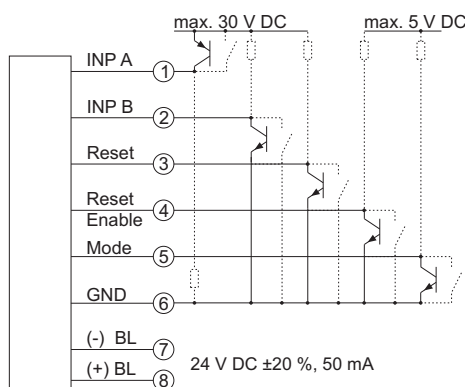 max. 30 V DC max. 5 V DC
INP A 1
INP B 2
Reset 3
Reset
Enable 4
Mode 5
GND 6
(-) BL 7
(+) BL 8
24 V DC ±20 %, 50 mA